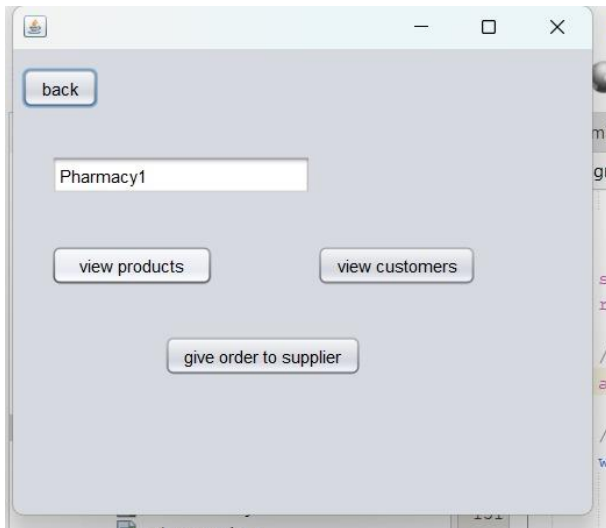 back
Pharmacy1
view products
view customers
give order to supplier